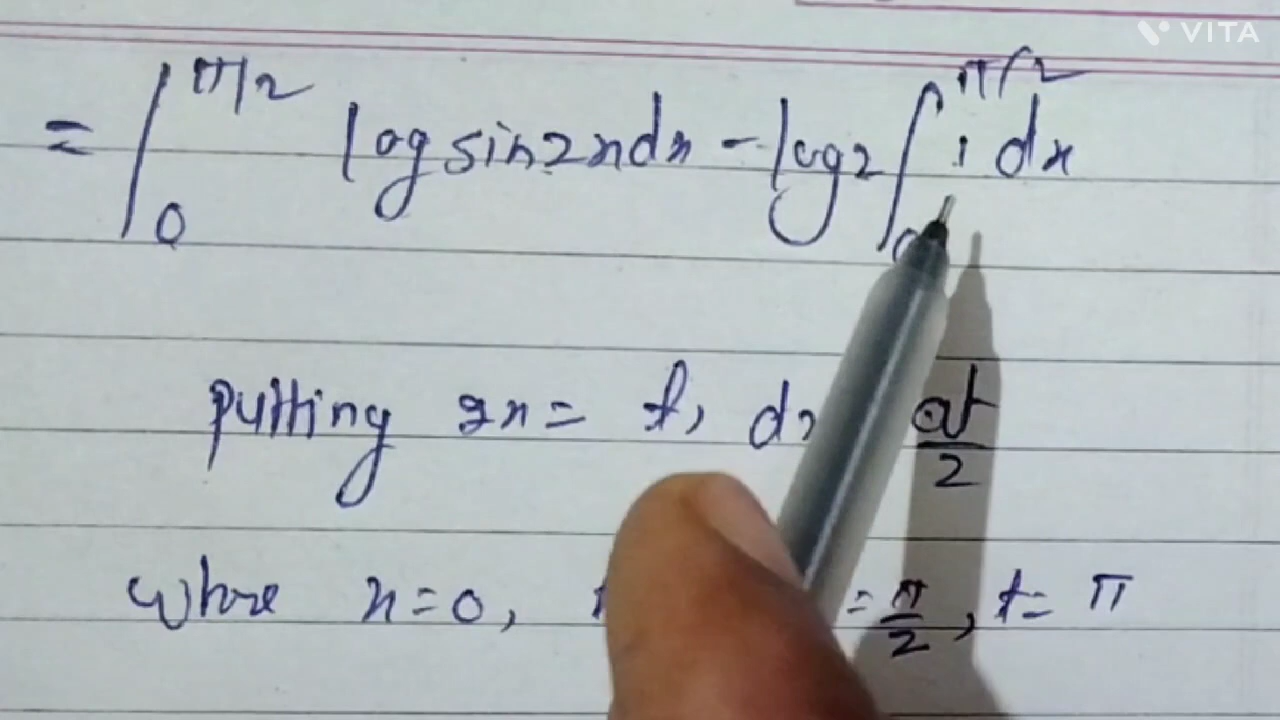 VITA
= ∫₀^π/2 log sin2x dx - log2 ∫₀^π/2 1 dx
putting 2x = t, dt/2
where x=0, = π/2, t= π